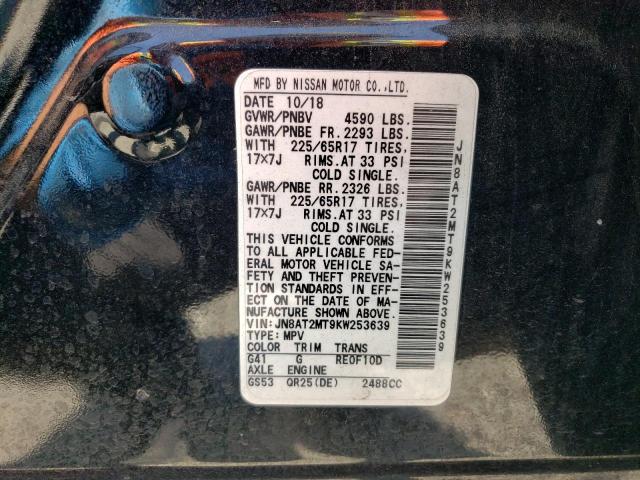 MFD BY NISSAN MOTOR CO.,LTD.
DATE 10/18
GVWR/PNBV 4590 LBS.
GAWR/PNBE FR. 2293 LBS.
WITH 225/65R17 TIRES,
17X7J RIMS.AT 33 PSI
COLD SINGLE.
GAWR/PNBE RR. 2326 LBS.
WITH 225/65R17 TIRES,
17X7J RIMS.AT 33 PSI
COLD SINGLE.
THIS VEHICLE CONFORMS
TO ALL APPLICABLE FED-
ERAL MOTOR VEHICLE SA-
FETY AND THEFT PREVEN-
TION STANDARDS IN EFF-
ECT ON THE DATE OF MA-
NUFACTURE SHOWN ABOVE.
VIN:JN8AT2MT9KW253639
TYPE:MPV
COLOR TRIM TRANS
G41 G RE0F10D
AXLE ENGINE
GS53 QR25(DE) 2488CC
JN8AT2MT9KW253639